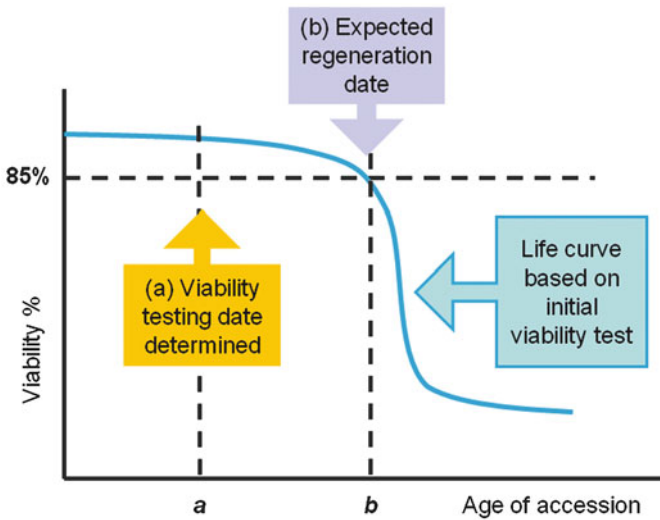 (b) Expected
regeneration
date
85%
Viability %
(a) Viability
testing date
determined
Life curve
based on
initial
viability test
a
b
Age of accession